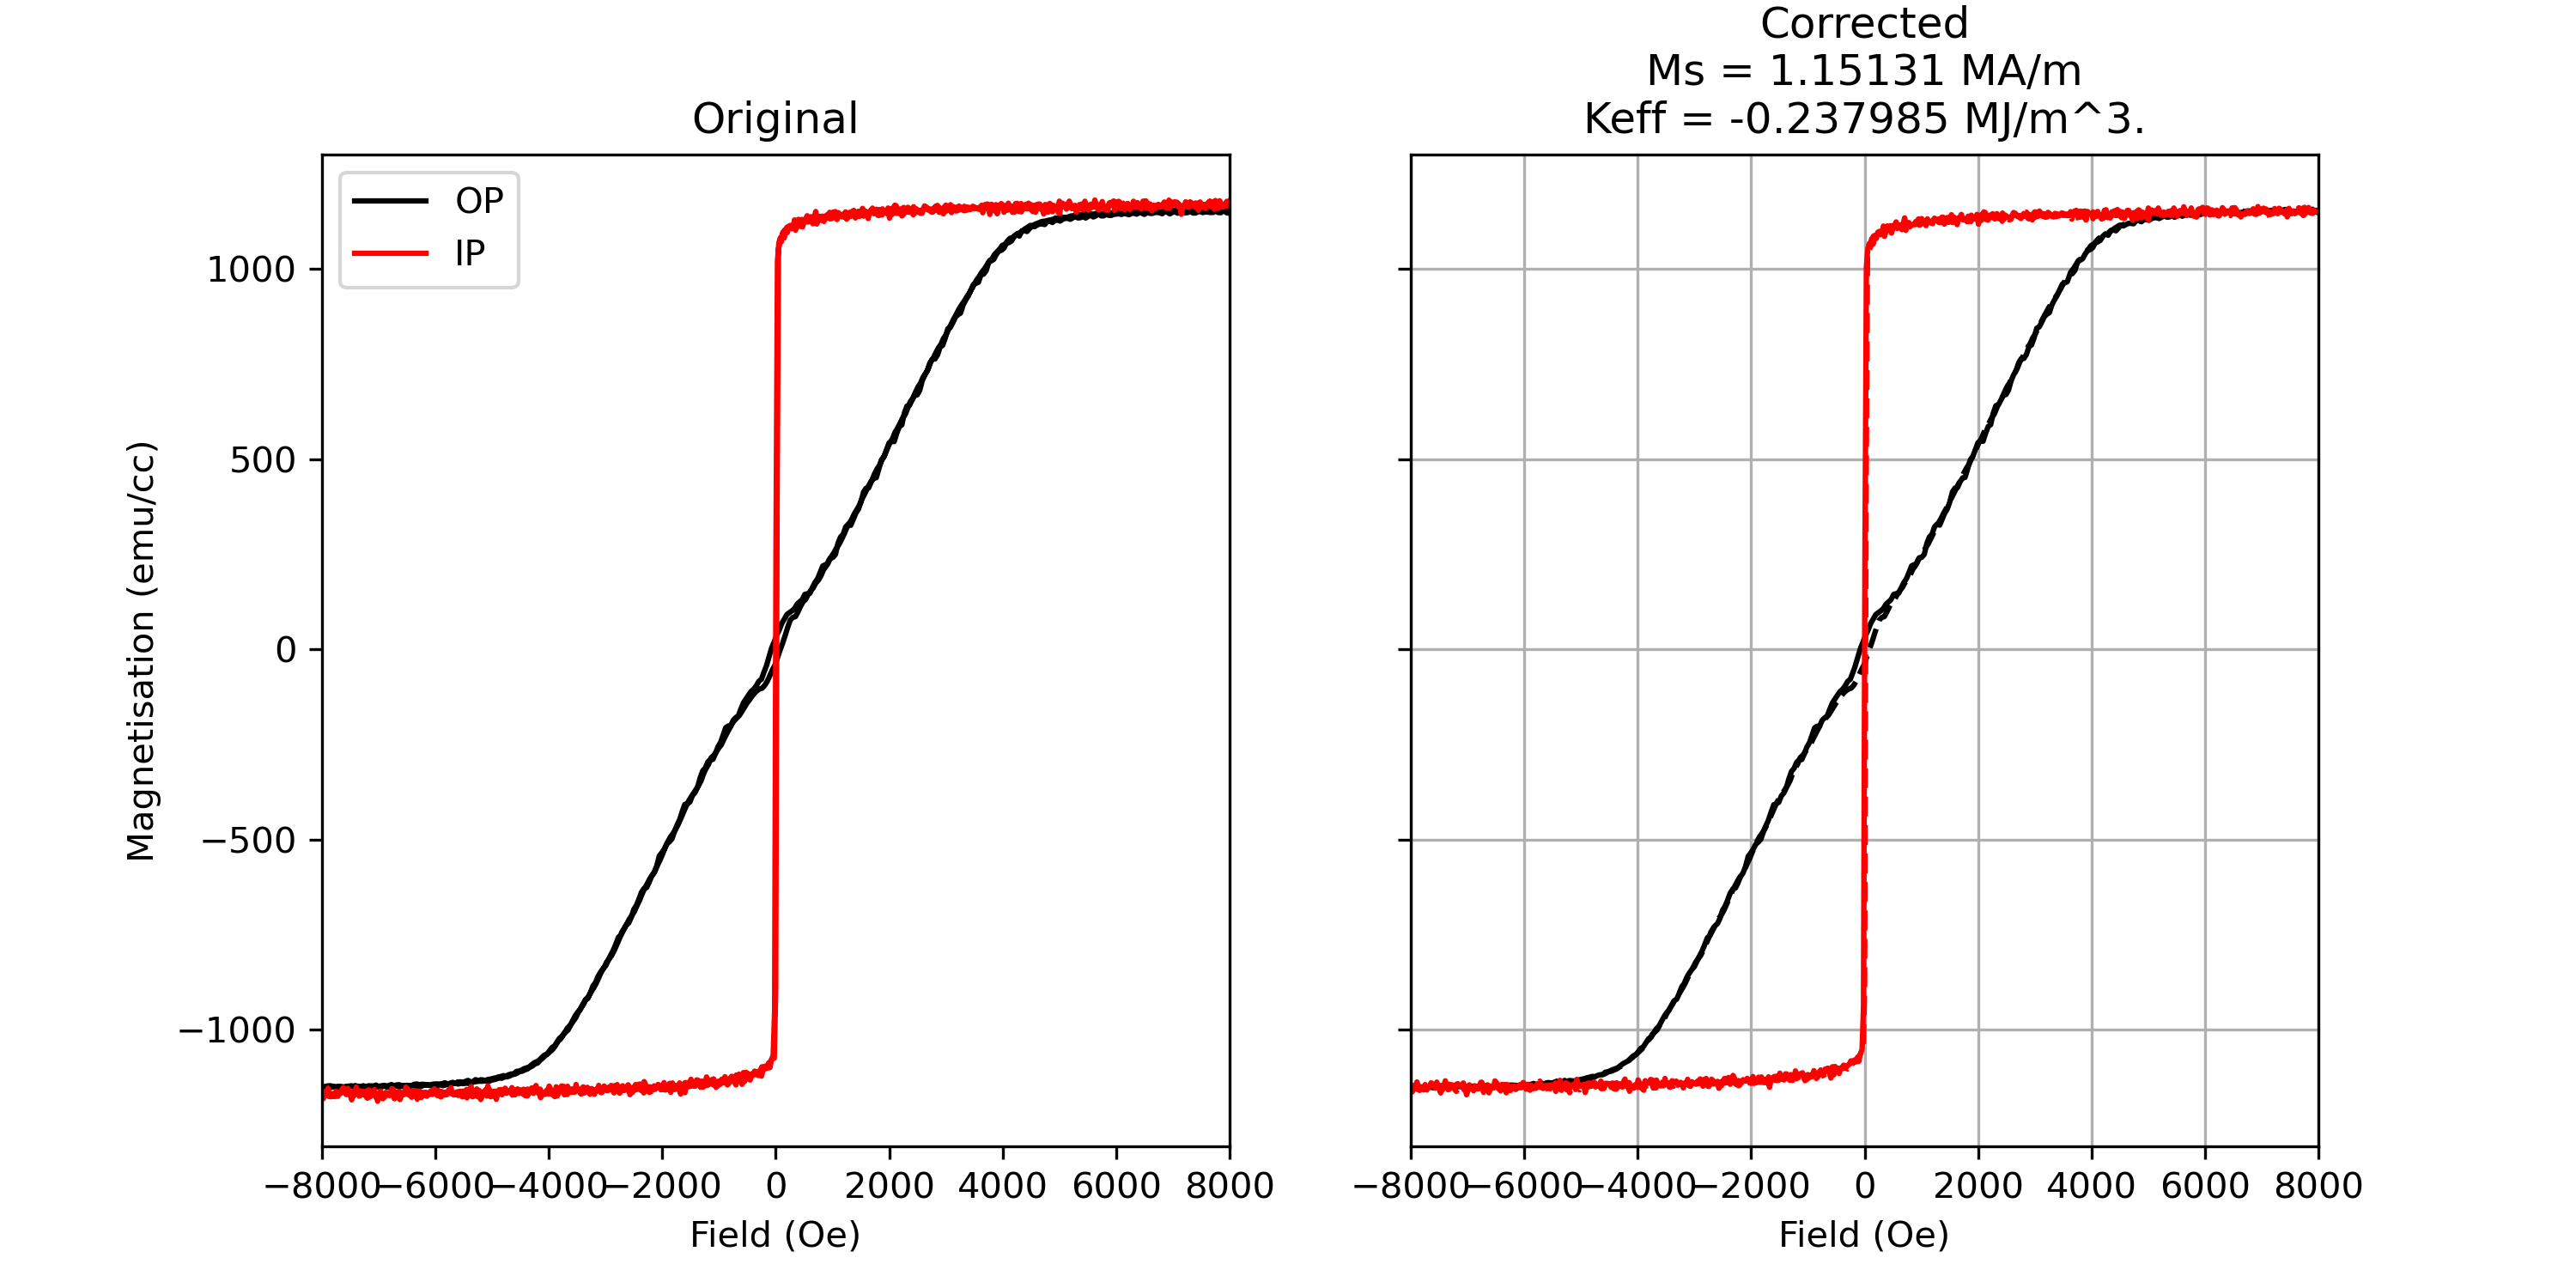 Original
OP
IP
1000
500
0
−500
−1000
Magnetisation (emu/cc)
−8000 −6000 −4000 −2000 0 2000 4000 6000 8000
Field (Oe)
Corrected
Ms = 1.15131 MA/m
Keff = -0.237985 MJ/m^3.
−8000 −6000 −4000 −2000 0 2000 4000 6000 8000
Field (Oe)